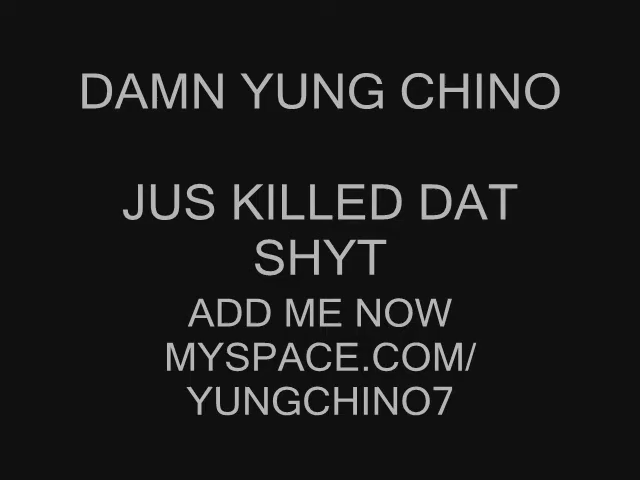 DAMN YUNG CHINO
JUS KILLED DAT
SHYT
ADD ME NOW
MYSPACE.COM/
YUNGCHINO7